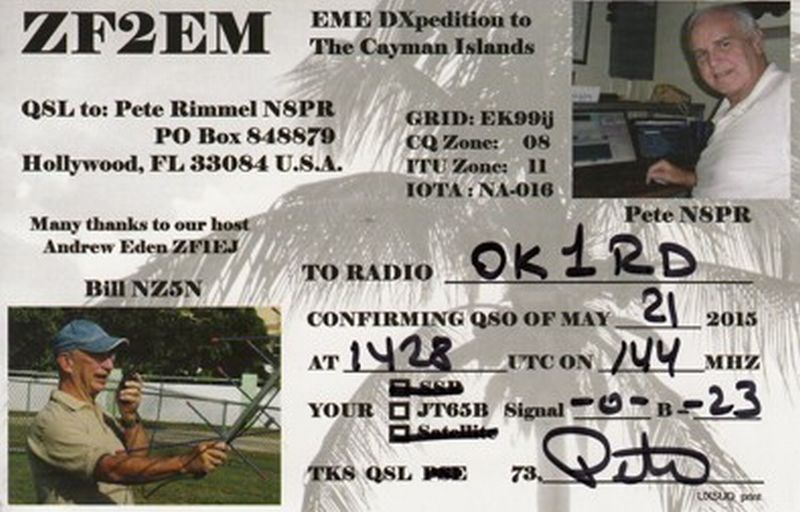 ZF2EM
EME DXpedition to
The Cayman Islands
QSL to: Pete Rimmel N8PR
PO Box 848879
Hollywood, FL 33084 U.S.A.
GRID: EK99ij
CQ Zone: 08
ITU Zone: 11
IOTA : NA-016
Pete N8PR
Many thanks to our host
Andrew Eden ZF1EJ
Bill NZ5N
TO RADIO OK1RD
CONFIRMING QSO OF MAY 21 2015
AT 1428 UTC ON 144 MHZ
SSB
YOUR JT65B Signal -0- B -23
Satellite
TKS QSL PSE 73, Pete
UX5UO print